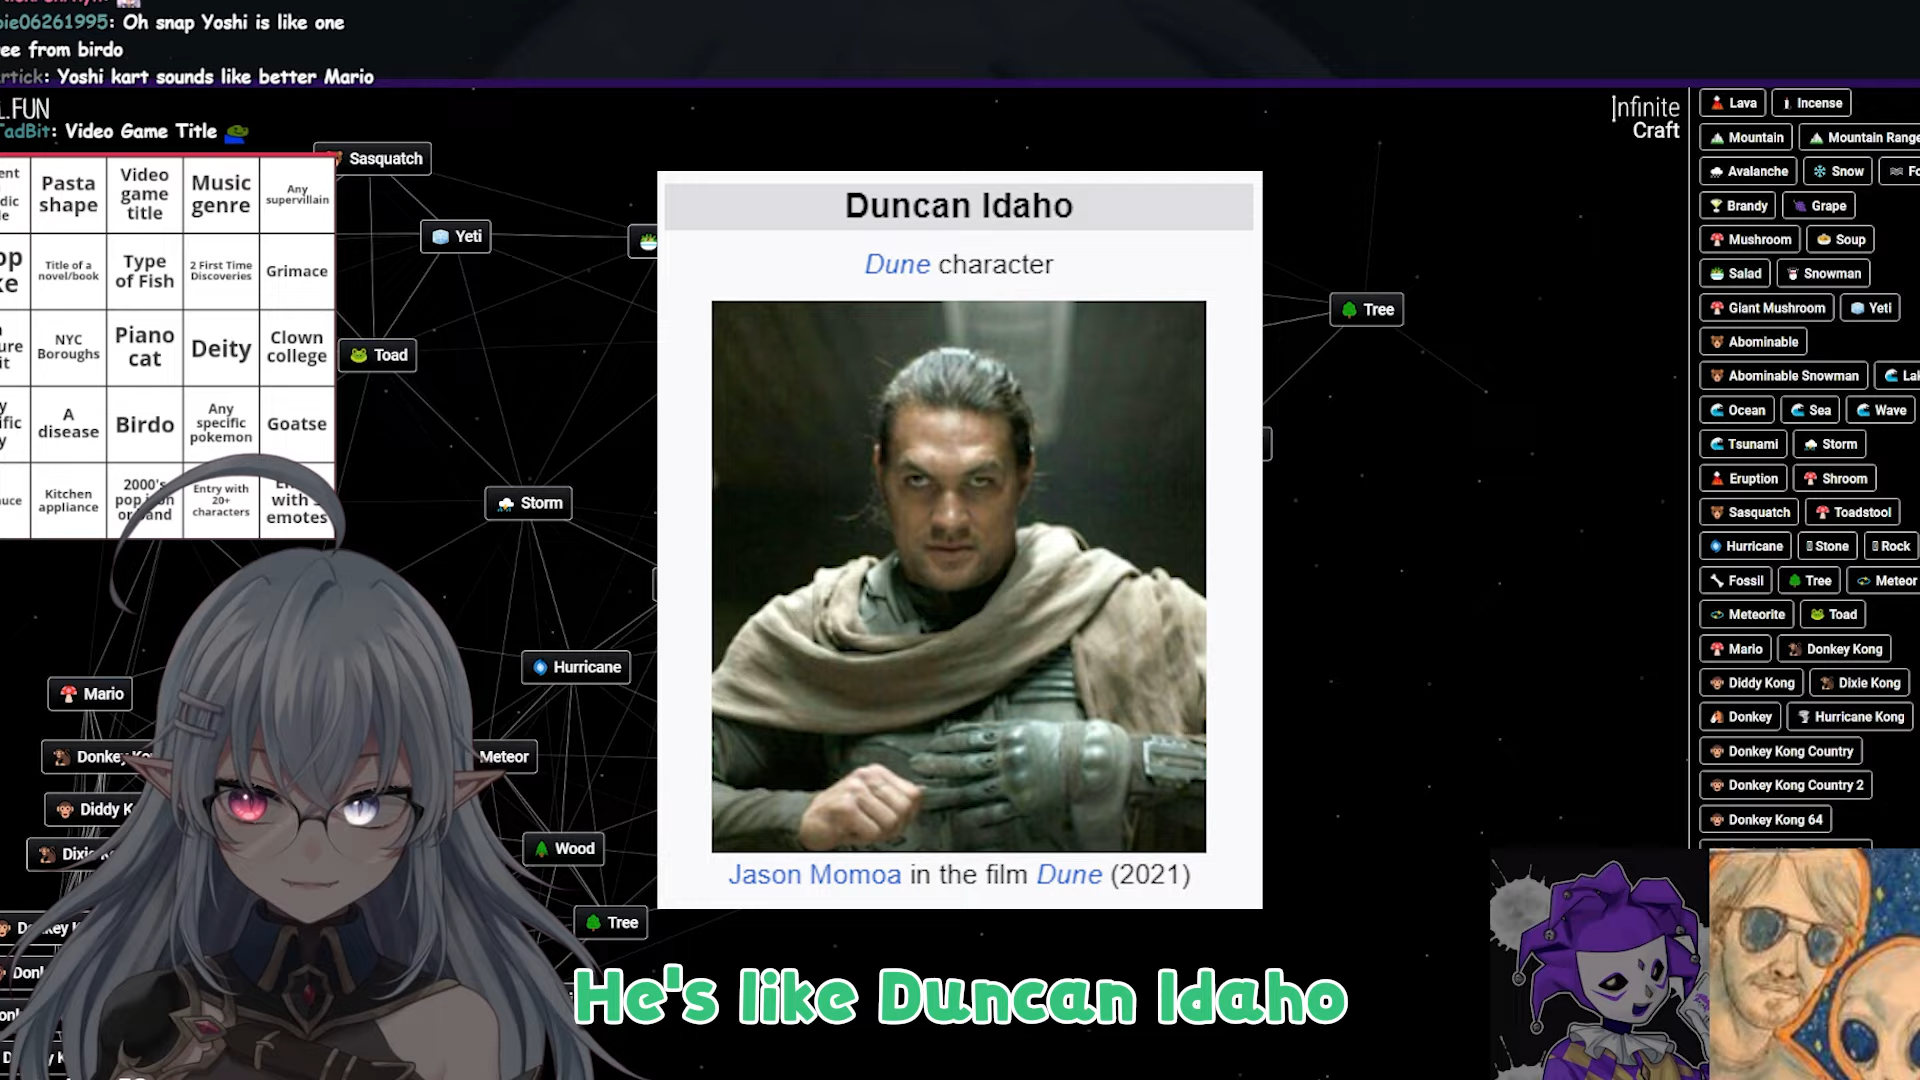 Oh snap Yoshi is like one
from birdo
Yoshi kart sounds like better Mario
.FUN
TadBit: Video Game Title
Infinite
Craft
Pasta
shape
Video
game
title
Music
genre
Any
supervillain
Title of a
novel/book
Type
of Fish
2 First Time
Discoveries
Grimace
NYC
Boroughs
Piano
cat
Deity
Clown
college
A
disease
Birdo
Any
specific
pokemon
Goatse
Kitchen
appliance
2000's
Entry with
20+
characters
emotes
Sasquatch
Yeti
Toad
Storm
Hurricane
Mario
Meteor
Wood
Tree
Tree
Duncan Idaho
Dune character
Jason Momoa in the film Dune (2021)
He's like Duncan Idaho
Lava Incense
Mountain Mountain Range
Avalanche Snow
Brandy Grape
Mushroom Soup
Salad Snowman
Giant Mushroom Yeti
Abominable
Abominable Snowman
Ocean Sea Wave
Tsunami Storm
Eruption Shroom
Sasquatch Toadstool
Hurricane Stone Rock
Fossil Tree Meteor
Meteorite Toad
Mario Donkey Kong
Diddy Kong Dixie Kong
Donkey Hurricane Kong
Donkey Kong Country
Donkey Kong Country 2
Donkey Kong 64